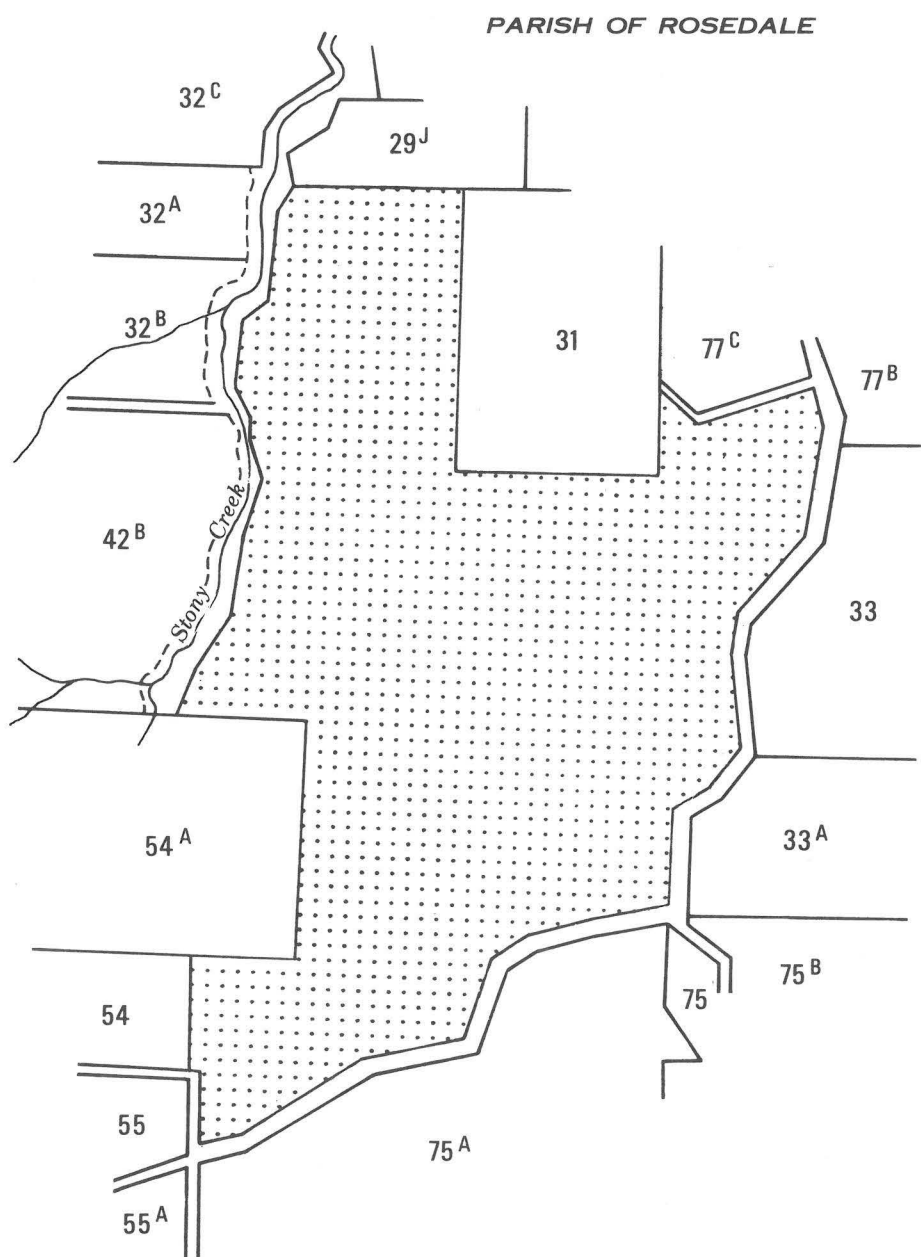 PARISH OF ROSEDALE
32C
29J
32A
32B
31
77C
77B
42B
Stony Creek
33
54A
33A
54
75
75B
55
75A
55A